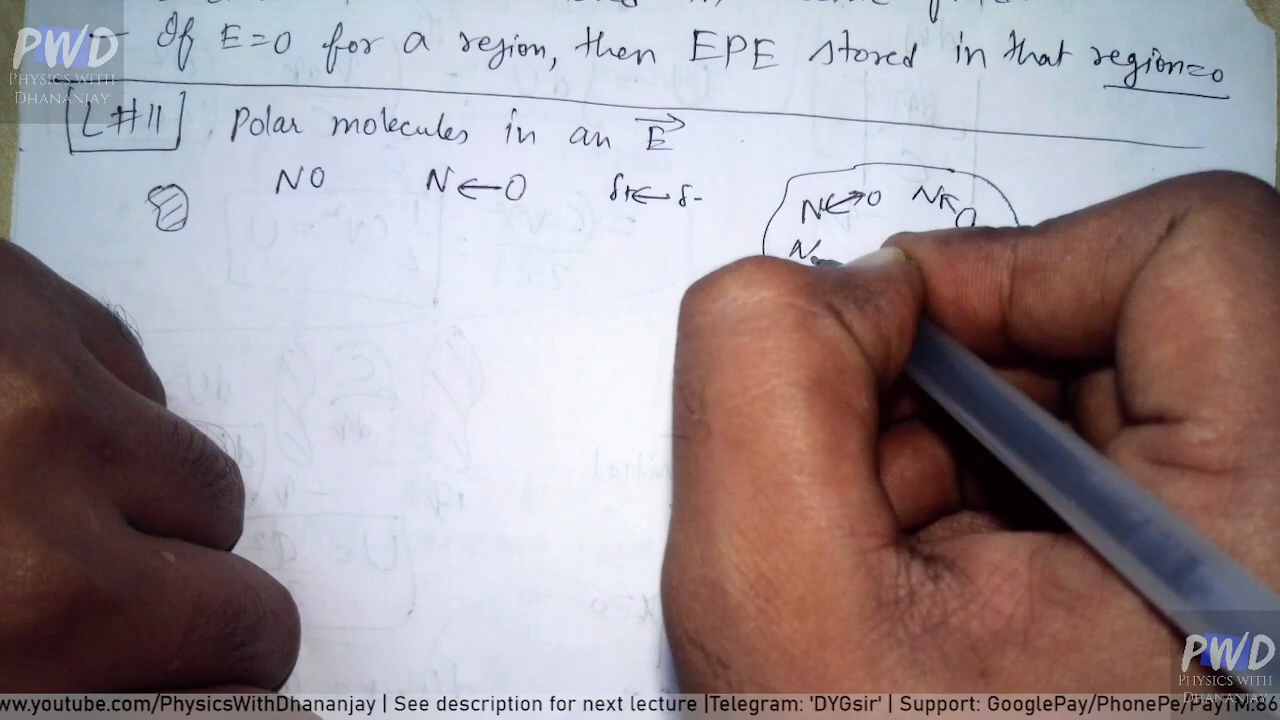 — If E=0 for a region, then EPE stored in that region=0
PWD
PHYSICS WITH
DHANANJAY
L#11 Polar molecules in an E→
NO N←O δ+←δ-
N↔O N↖O
N
PWD
PHYSICS WITH
DHANANJAY
ww.youtube.com/PhysicsWithDhananjay | See description for next lecture |Telegram: 'DYGsir' | Support: GooglePay/PhonePe/PayTM:86